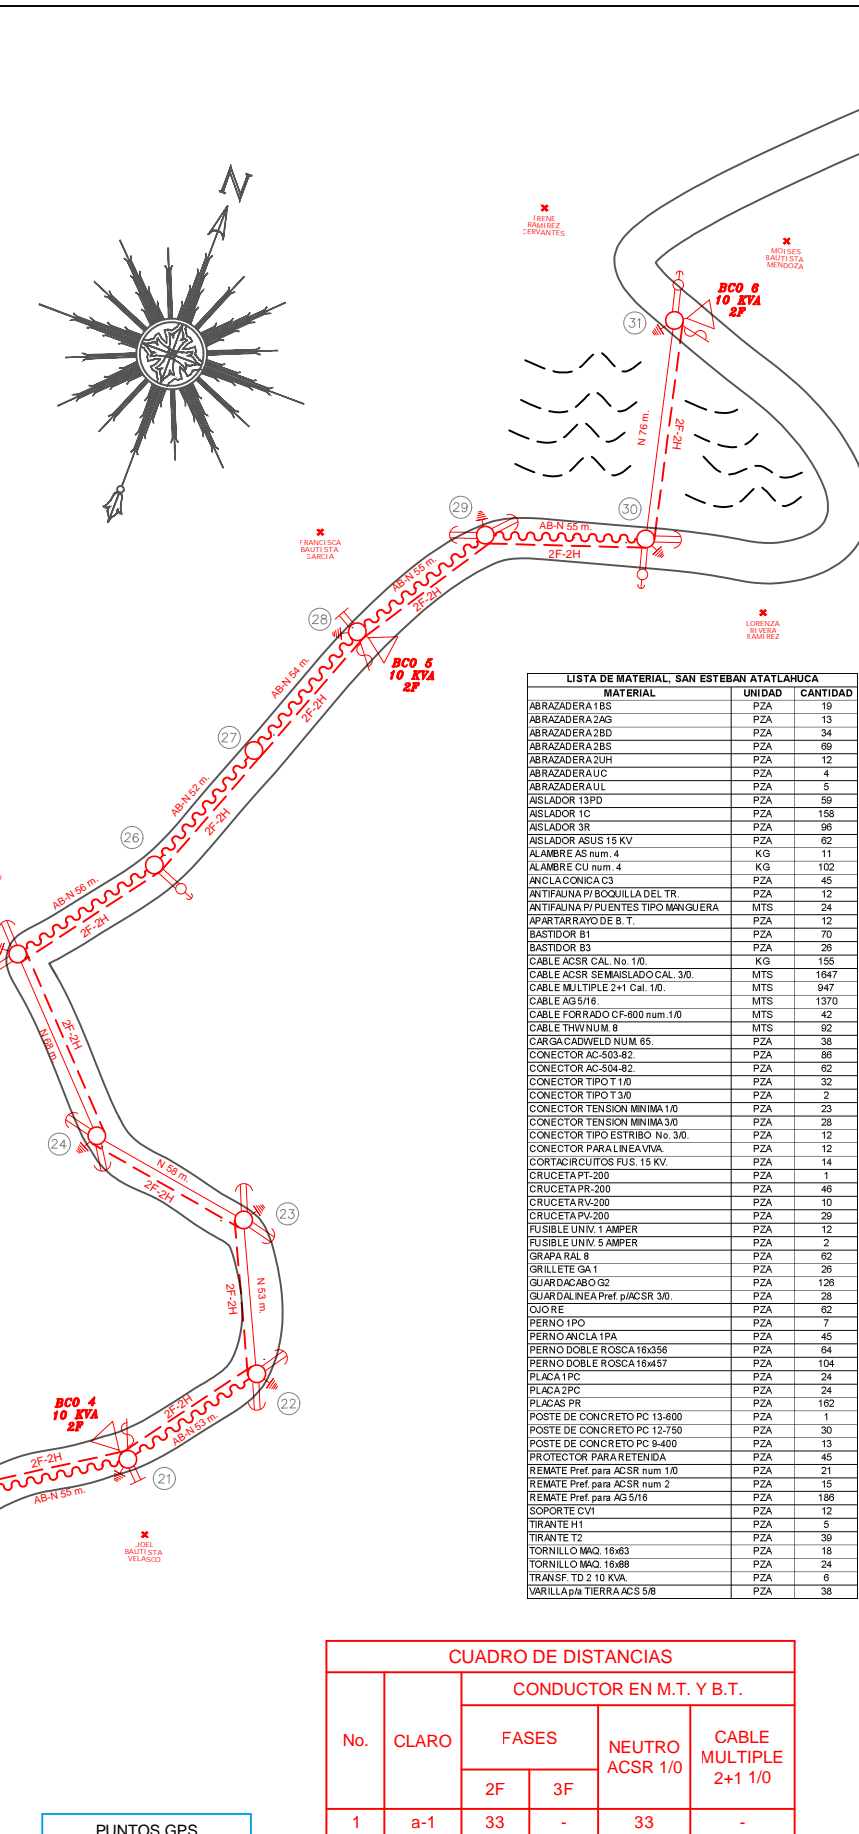 N
IRENE
RAMIREZ
CERVANTES
MOISES
BAUTISTA
MENDOZA
BCO 6
10 KVA
2F
31
N 76 m.
2F-2H
29
30
AB-N 55 m.
2F-2H
FRANCISCA
BAUTISTA
GARCIA
AB-N 55 m.
2F-2H
28
LORENZA
RIVERA
RAMIREZ
BCO 5
10 KVA
2F
AB-N 54 m.
2F-2H
27
AB-N 52 m.
2F-2H
26
AB-N 56 m.
2F-2H
N 68 m.
2F-2H
24
N 58 m.
2F-2H
23
N 53 m.
2F-2H
22
BCO 4
10 KVA
2F
2F-2H
AB-N 53 m.
2F-2H
AB-N 55 m.
21
JOEL
BAUTISTA
VELASCO
LISTA DE MATERIAL, SAN ESTEBAN ATATLAHUCA
MATERIAL UNIDAD CANTIDAD
ABRAZADERA 1BS PZA 19
ABRAZADERA 2AG PZA 13
ABRAZADERA 2BD PZA 34
ABRAZADERA 2BS PZA 69
ABRAZADERA 2UH PZA 12
ABRAZADERA UC PZA 4
ABRAZADERA UL PZA 5
AISLADOR 13PD PZA 59
AISLADOR 1C PZA 158
AISLADOR 3R PZA 96
AISLADOR ASUS 15 KV PZA 62
ALAMBRE AS num. 4 KG 11
ALAMBRE CU num. 4 KG 102
ANCLA CONICA C3 PZA 45
ANTIFAUNA P/ BOQUILLA DEL TR. PZA 12
ANTIFAUNA P/ PUENTES TIPO MANGUERA MTS 24
APARTARRAYO DE B. T. PZA 12
BASTIDOR B1 PZA 70
BASTIDOR B3 PZA 26
CABLE ACSR CAL. No. 1/0. KG 155
CABLE ACSR SEMIAISLADO CAL. 3/0. MTS 1647
CABLE MULTIPLE 2+1 Cal. 1/0. MTS 947
CABLE AG 5/16. MTS 1370
CABLE FORRADO CF-600 num.1/0 MTS 42
CABLE THW NUM. 8 MTS 92
CARGA CADWELD NUM. 65. PZA 38
CONECTOR AC-503-82. PZA 86
CONECTOR AC-504-82. PZA 62
CONECTOR TIPO T 1/0 PZA 32
CONECTOR TIPO T 3/0 PZA 2
CONECTOR TENSION MINIMA 1/0 PZA 23
CONECTOR TENSION MINIMA 3/0 PZA 28
CONECTOR TIPO ESTRIBO No. 3/0. PZA 12
CONECTOR PARA LINEA VIVA. PZA 12
CORTACIRCUITOS FUS. 15 KV. PZA 14
CRUCETA PT-200 PZA 1
CRUCETA PR-200 PZA 46
CRUCETA RV-200 PZA 10
CRUCETA PV-200 PZA 29
FUSIBLE UNIV. 1 AMPER PZA 12
FUSIBLE UNIV. 5 AMPER PZA 2
GRAPA RAL 8 PZA 62
GRILLETE GA 1 PZA 26
GUARDACABO G2 PZA 126
GUARDALINEA Pref. p/ACSR 3/0. PZA 28
OJO RE PZA 62
PERNO 1PO PZA 7
PERNO ANCLA 1PA PZA 45
PERNO DOBLE ROSCA 16x356 PZA 64
PERNO DOBLE ROSCA 16x457 PZA 104
PLACA 1PC PZA 24
PLACA 2PC PZA 24
PLACAS PR PZA 162
POSTE DE CONCRETO PC 13-600 PZA 1
POSTE DE CONCRETO PC 12-750 PZA 30
POSTE DE CONCRETO PC 9-400 PZA 13
PROTECTOR PARA RETENIDA PZA 45
REMATE Pref. para ACSR num 1/0 PZA 21
REMATE Pref. para ACSR num 2 PZA 15
REMATE Pref. para AG 5/16 PZA 186
SOPORTE CV1 PZA 12
TIRANTE H1 PZA 5
TIRANTE T2 PZA 39
TORNILLO MAQ. 16x63 PZA 18
TORNILLO MAQ. 16x88 PZA 24
TRANSF. TD 2 10 KVA. PZA 6
VARILLA p/a TIERRA ACS 5/8 PZA 38
CUADRO DE DISTANCIAS
CONDUCTOR EN M.T. Y B.T.
No. CLARO FASES NEUTRO ACSR 1/0 CABLE MULTIPLE 2+1 1/0
2F 3F
1 a-1 33 - 33 -
PUNTOS GPS